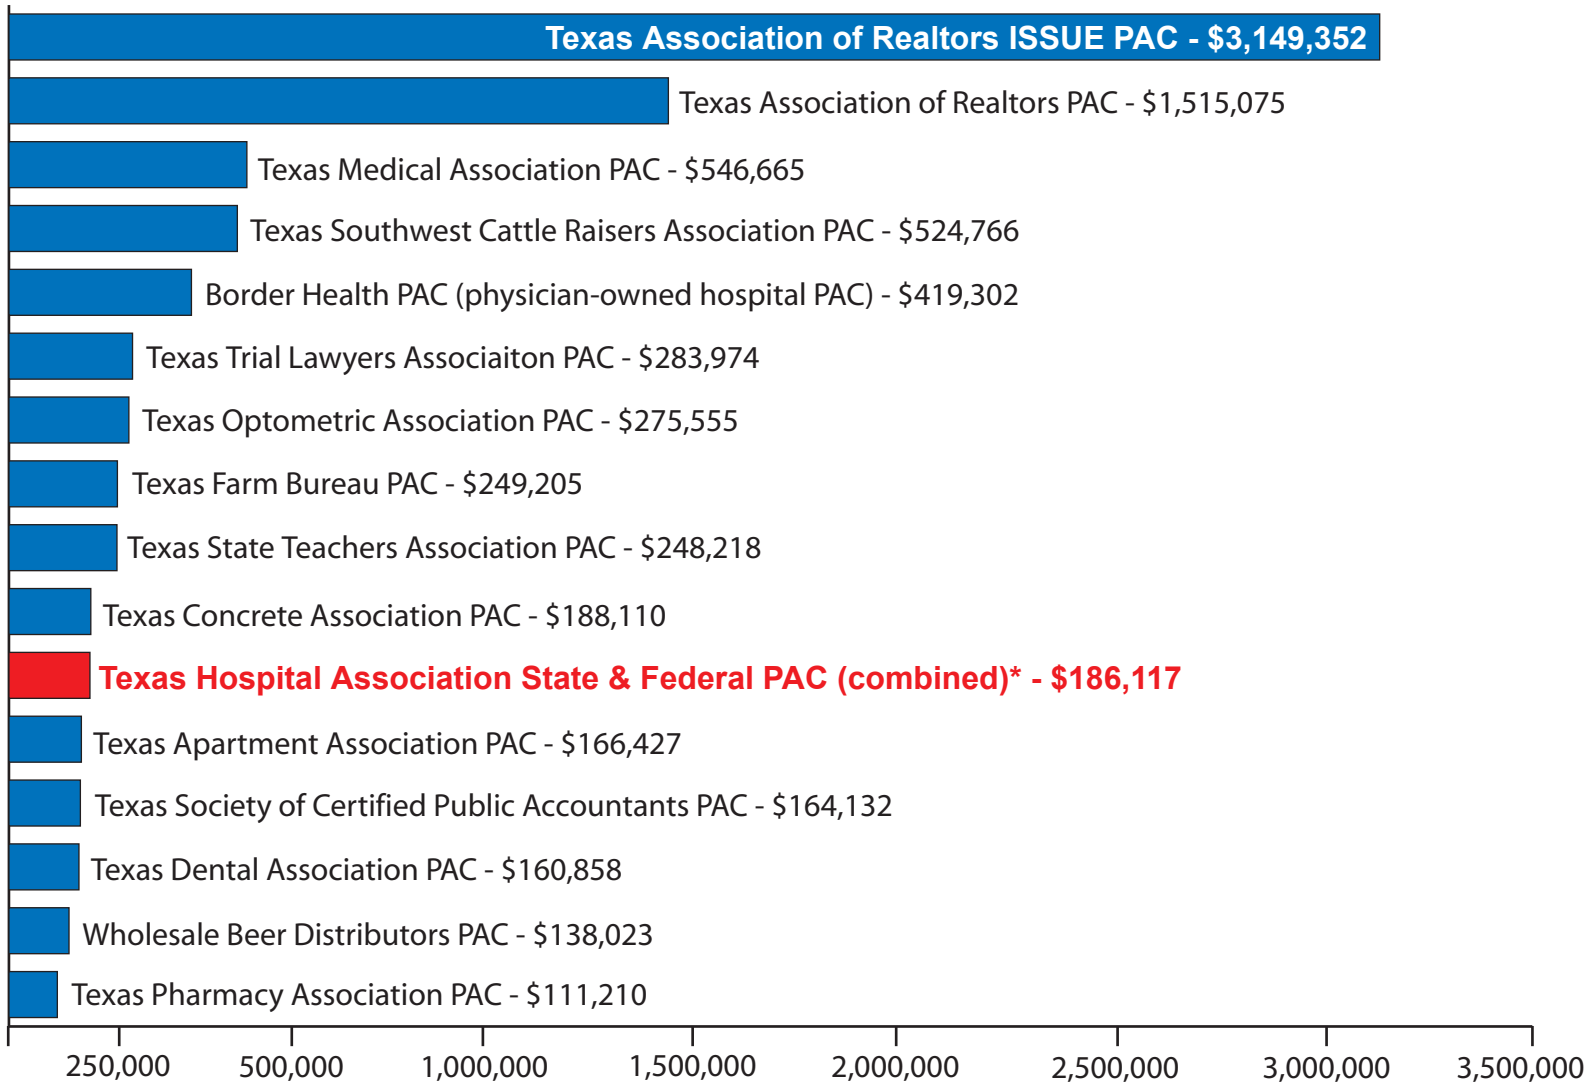 Texas Association of Realtors ISSUE PAC - $3,149,352
Texas Association of Realtors PAC - $1,515,075
Texas Medical Association PAC - $546,665
Texas Southwest Cattle Raisers Association PAC - $524,766
Border Health PAC (physician-owned hospital PAC) - $419,302
Texas Trial Lawyers Associaiton PAC - $283,974
Texas Optometric Association PAC - $275,555
Texas Farm Bureau PAC - $249,205
Texas State Teachers Association PAC - $248,218
Texas Concrete Association PAC - $188,110
Texas Hospital Association State & Federal PAC (combined)* - $186,117
Texas Apartment Association PAC - $166,427
Texas Society of Certified Public Accountants PAC - $164,132
Texas Dental Association PAC - $160,858
Wholesale Beer Distributors PAC - $138,023
Texas Pharmacy Association PAC - $111,210
250,000 500,000 1,000,000 1,500,000 2,000,000 2,500,000 3,000,000 3,500,000